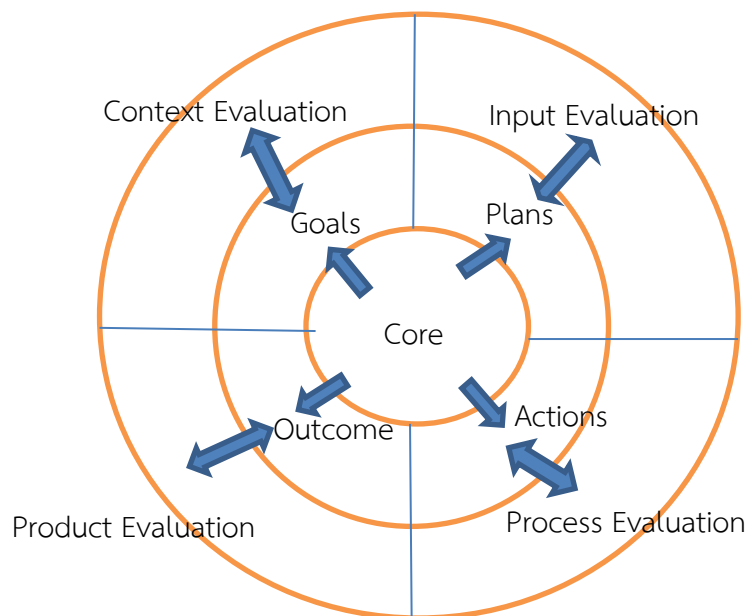 Context Evaluation
Input Evaluation
Goals
Plans
Core
Outcome
Actions
Product Evaluation
Process Evaluation